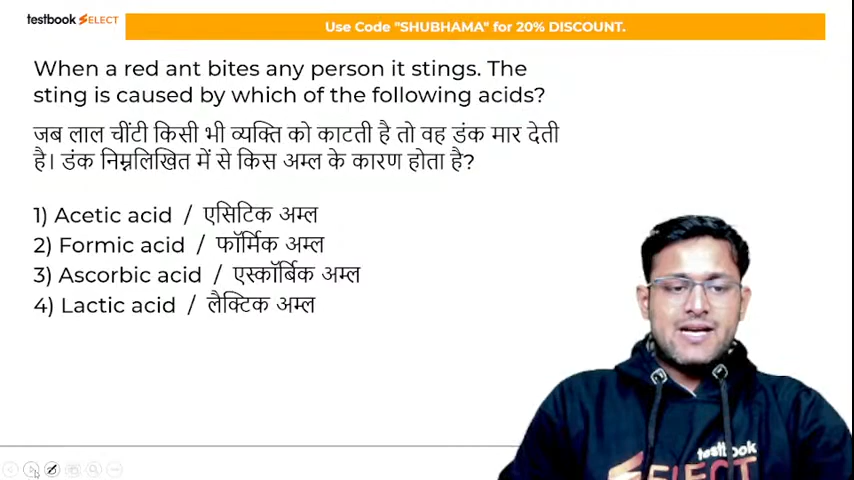 testbook SELECT
Use Code "SHUBHAMA" for 20% DISCOUNT.
When a red ant bites any person it stings. The
sting is caused by which of the following acids?
जब लाल चींटी किसी भी व्यक्ति को काटती है तो वह डंक मार देती
है। डंक निम्नलिखित में से किस अम्ल के कारण होता है?
1) Acetic acid / एसिटिक अम्ल
2) Formic acid / फॉर्मिक अम्ल
3) Ascorbic acid / एस्कॉर्बिक अम्ल
4) Lactic acid / लैक्टिक अम्ल
testbook
SELECT